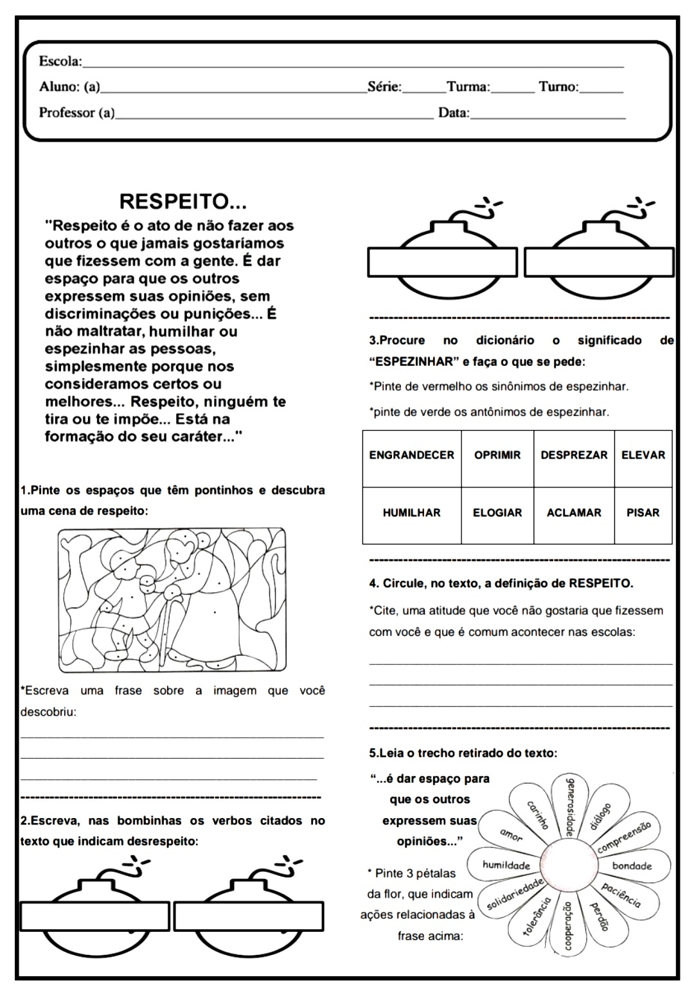 Escola:
Aluno: (a) Série: Turma: Turno:
Professor (a) Data:
RESPEITO...
"Respeito é o ato de não fazer aos
outros o que jamais gostaríamos
que fizessem com a gente. É dar
espaço para que os outros
expressem suas opiniões, sem
discriminações ou punições... É
não maltratar, humilhar ou
espezinhar as pessoas,
simplesmente porque nos
consideramos certos ou
melhores... Respeito, ninguém te
tira ou te impõe... Está na
formação do seu caráter..."
1.Pinte os espaços que têm pontinhos e descubra
uma cena de respeito:
*Escreva uma frase sobre a imagem que você
descobriu:
2.Escreva, nas bombinhas os verbos citados no
texto que indicam desrespeito:
3.Procure no dicionário o significado de
“ESPEZINHAR” e faça o que se pede:
*Pinte de vermelho os sinônimos de espezinhar.
*pinte de verde os antônimos de espezinhar.
ENGRANDECER OPRIMIR DESPREZAR ELEVAR
HUMILHAR ELOGIAR ACLAMAR PISAR
4. Circule, no texto, a definição de RESPEITO.
*Cite, uma atitude que você não gostaria que fizessem
com você e que é comum acontecer nas escolas:
5.Leia o trecho retirado do texto:
“...é dar espaço para
que os outros
expressem suas
opiniões...”
* Pinte 3 pétalas
da flor, que indicam
ações relacionadas à
frase acima:
generosidade
diálogo
compreensão
bondade
paciência
perdão
cooperação
tolerância
solidariedade
humildade
amor
carinho